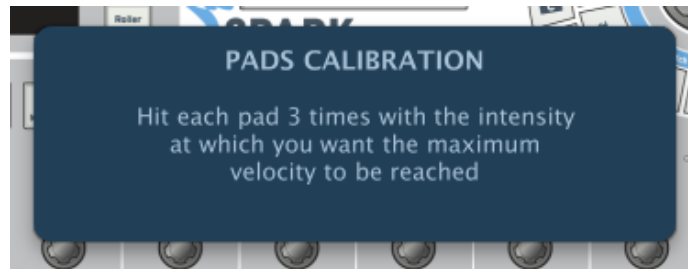 Roller
SPARK
PADS CALIBRATION
Hit each pad 3 times with the intensity
at which you want the maximum
velocity to be reached